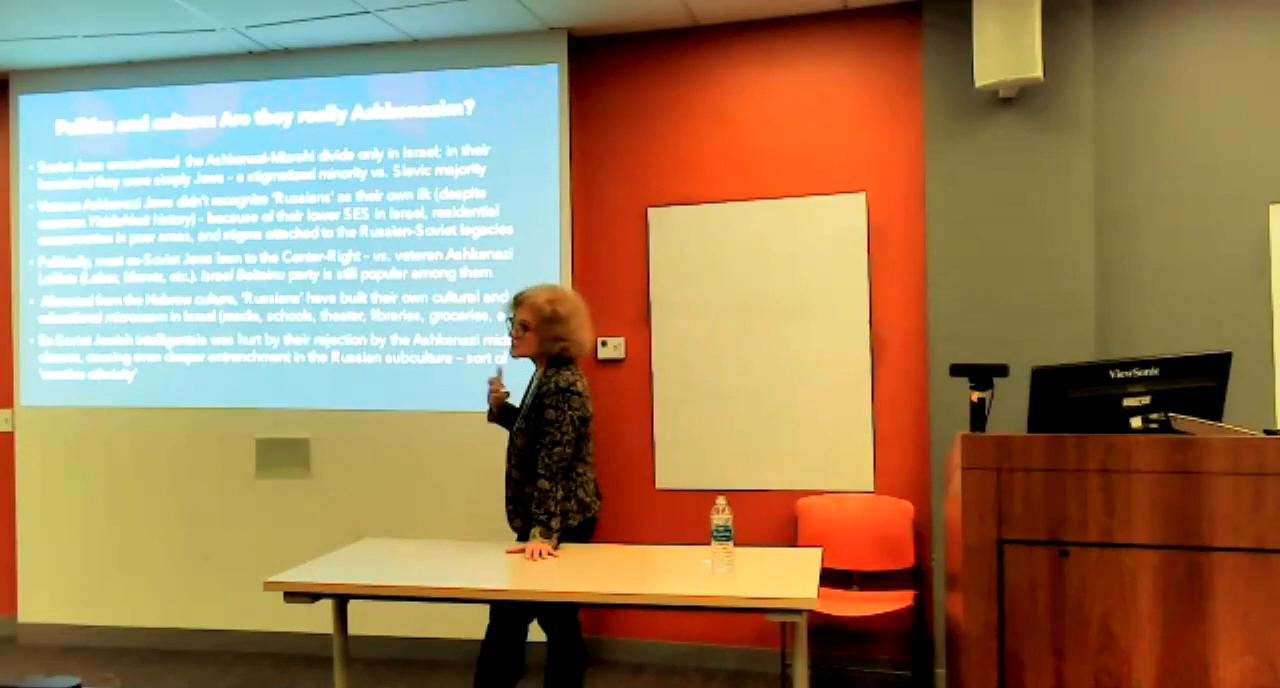 Politics and culture: Are they really Ashkenazim?
• Soviet Jews encountered the Ashkenazi-Mizrahi divide only in Israel; in their
homeland they were simply Jews – a stigmatized minority vs. Slavic majority
• Veteran Ashkenazi Jews didn't recognize 'Russians' as their own ilk (despite
common history) – because of their lower SES in Israel, residential
concentration in poor areas, and stigma attached to the Russian-Soviet legacies
• Politically, most ex-Soviet Jews lean to the Center-Right – vs. veteran Ashkenazi
Leftists (Labor, Meretz, etc.). Israel Beitenu party is still popular among them
• Alienated from the Hebrew culture, 'Russians' have built their own cultural and
educational microcosm in Israel (media, schools, theater, libraries, groceries, e
• Ex-Soviet Jewish intelligentsia was hurt by their rejection by the Ashkenazi midd
classes, causing even deeper entrenchment in the Russian subculture – sort of
'reactive ethnicity'
ViewSonic